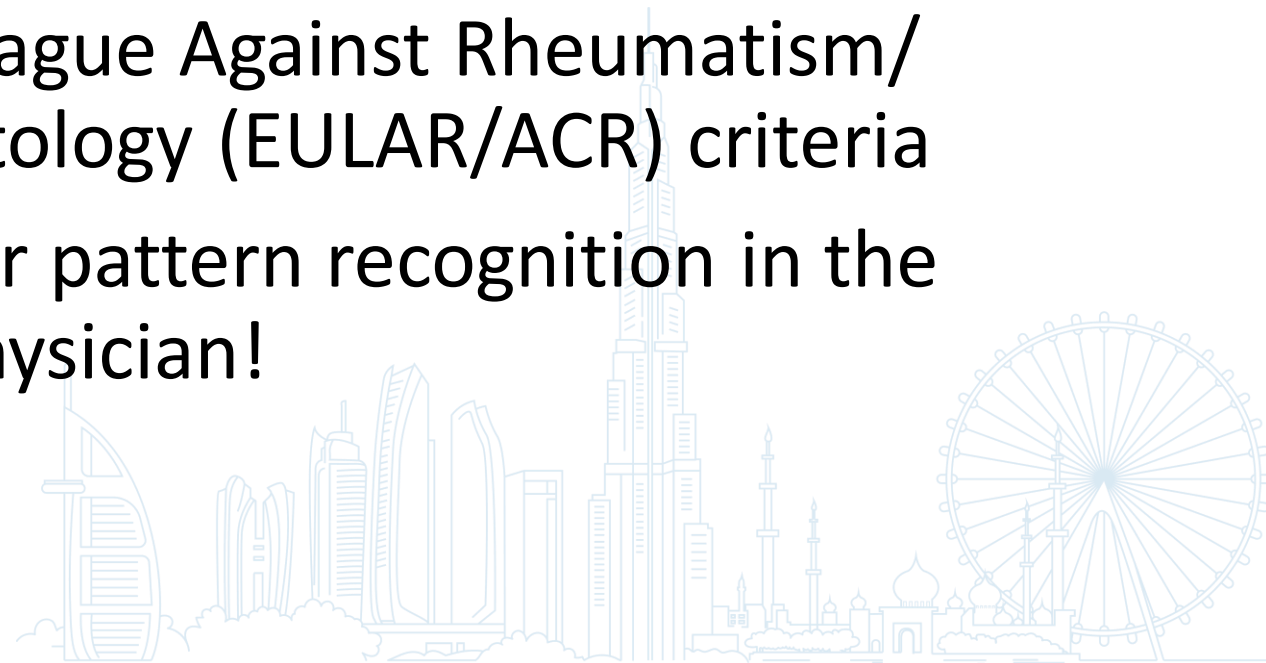 ague Against Rheumatism/
tology (EULAR/ACR) criteria
r pattern recognition in the
ysician!